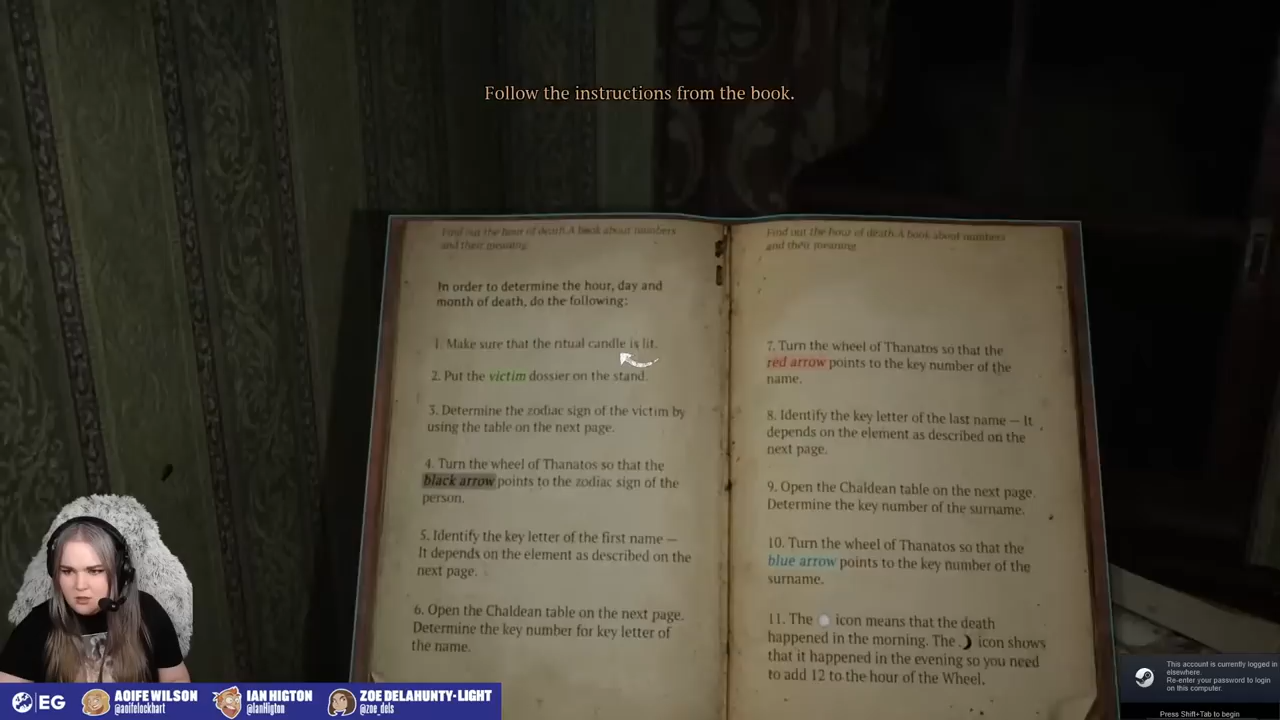 Follow the instructions from the book.
Find out the hour of death.A book about numbers
and their meaning
In order to determine the hour, day and
month of death, do the following:
1. Make sure that the ritual candle is lit.
2. Put the victim dossier on the stand.
3. Determine the zodiac sign of the victim by
using the table on the next page.
4. Turn the wheel of Thanatos so that the
black arrow points to the zodiac sign of the
person.
5. Identify the key letter of the first name —
It depends on the element as described on the
next page.
6. Open the Chaldean table on the next page.
Determine the key number for key letter of
the name.
Find out the hour of death.A book about numbers
and their meaning
7. Turn the wheel of Thanatos so that the
red arrow points to the key number of the
name.
8. Identify the key letter of the last name — It
depends on the element as described on the
next page.
9. Open the Chaldean table on the next page.
Determine the key number of the surname.
10. Turn the wheel of Thanatos so that the
blue arrow points to the key number of the
surname.
11. The icon means that the death
happened in the morning. The icon shows
that it happened in the evening so you need
to add 12 to the hour of the Wheel.
EG
AOIFE WILSON
@aoifelockhart
IAN HIGTON
@IanHigton
ZOE DELAHUNTY-LIGHT
@zoe_dels
This account is currently logged in
elsewhere.
Re-enter your password to login
on this computer.
Press Shift+Tab to begin